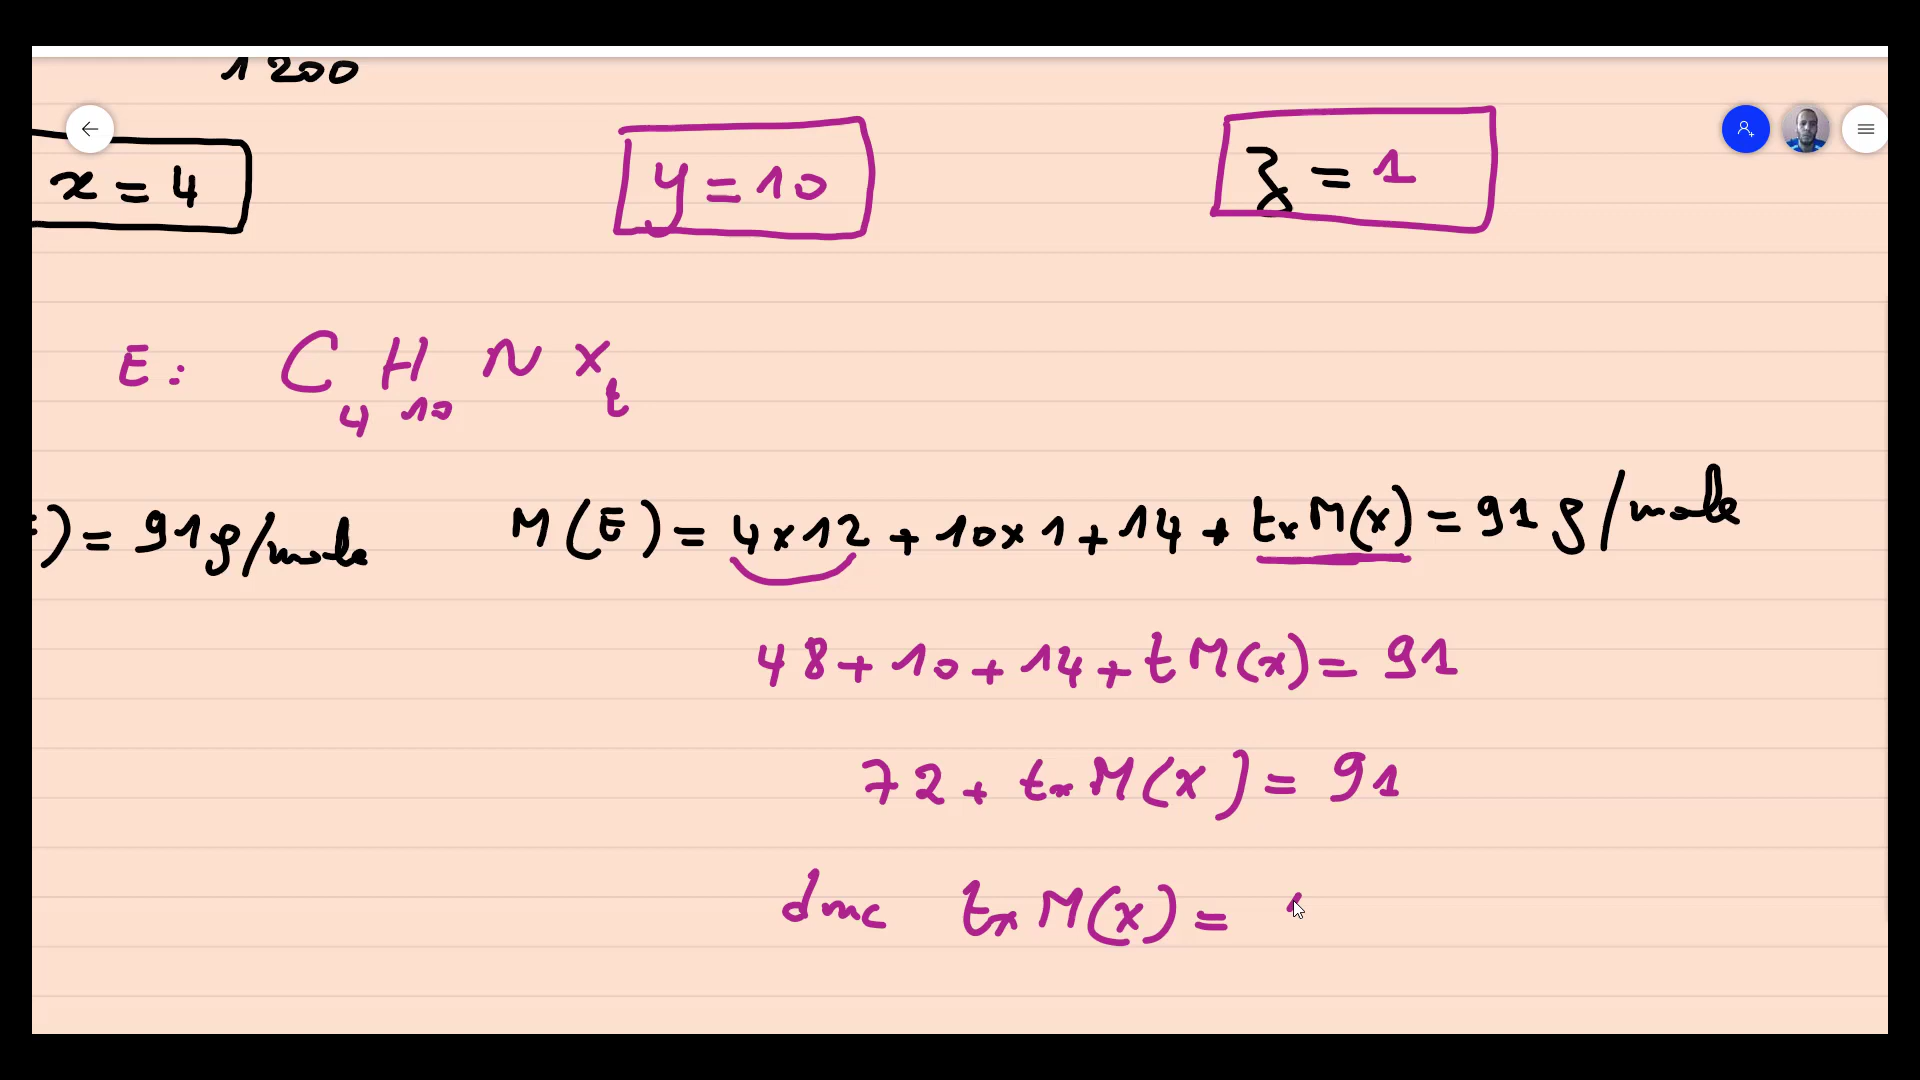 1200
x = 4 y = 10 z = 1
E : C4 H10 N Xt
) = 91 g/mole M(E) = 4 x 12 + 10 x 1 + 14 + t x M(x) = 91 g/mole
48 + 10 + 14 + t M(x) = 91
72 + t x M(x) = 91
donc t x M(x) =